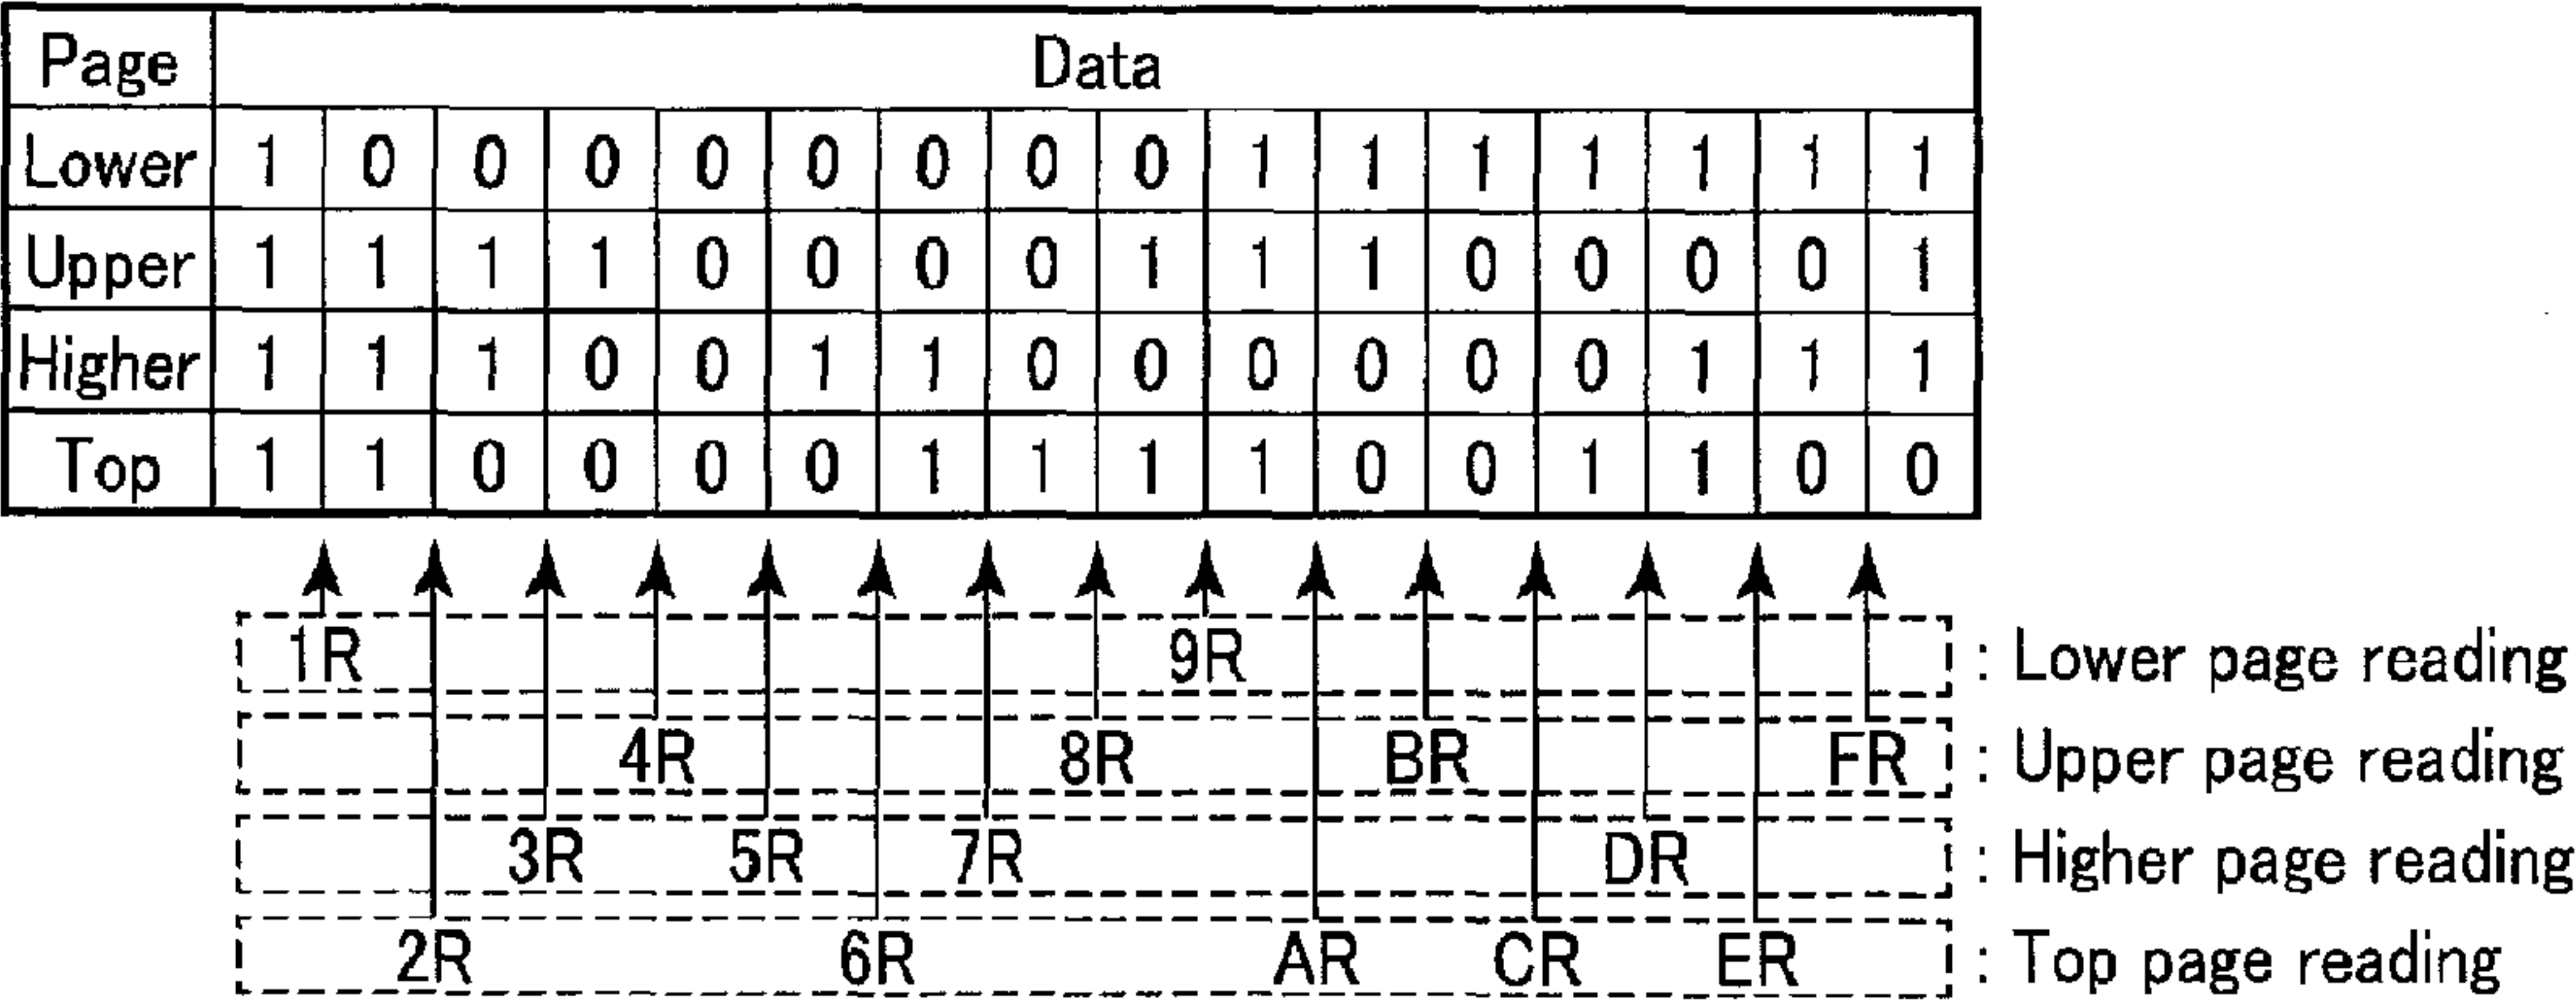 Page Data
Lower 1 0 0 0 0 0 0 0 0 1 1 1 1 1 1 1
Upper 1 1 1 1 0 0 0 0 1 1 1 0 0 0 0 1
Higher 1 1 1 0 0 1 1 0 0 0 0 0 0 1 1 1
Top 1 1 0 0 0 0 1 1 1 1 0 0 1 1 0 0
1R 9R : Lower page reading
4R 8R BR FR : Upper page reading
3R 5R 7R DR : Higher page reading
2R 6R AR CR ER : Top page reading